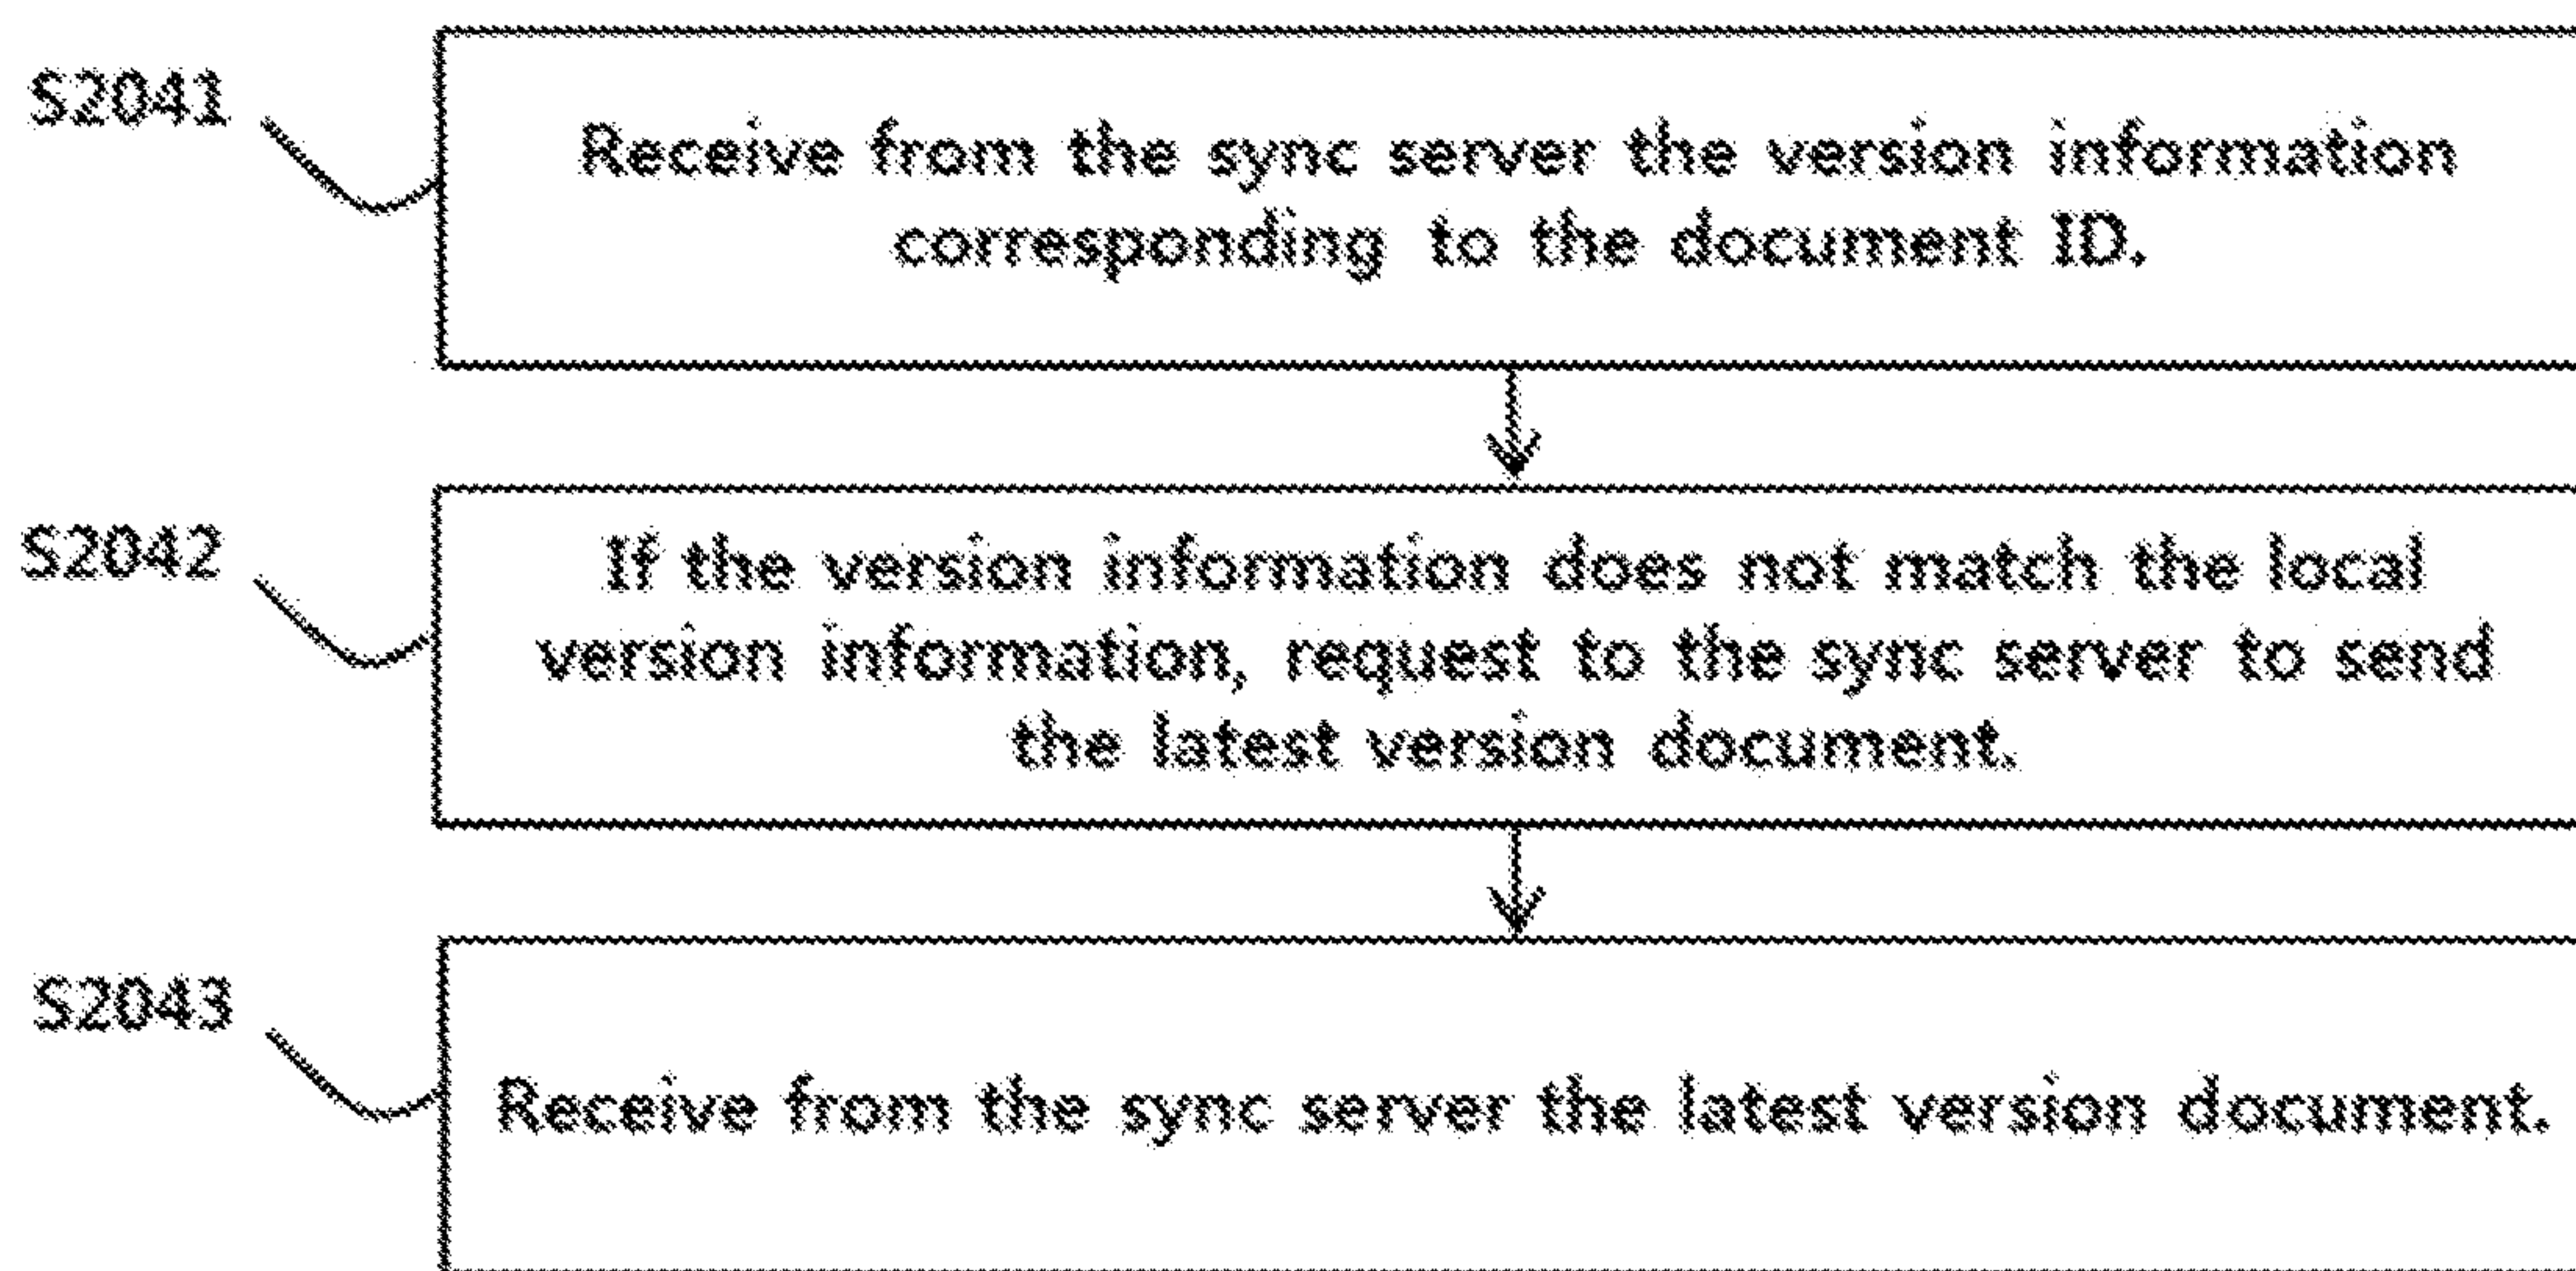 S2041
Receive from the sync server the version information
corresponding to the document ID.
S2042
If the version information does not match the local
version information, request to the sync server to send
the latest version document.
S2043
Receive from the sync server the latest version document.